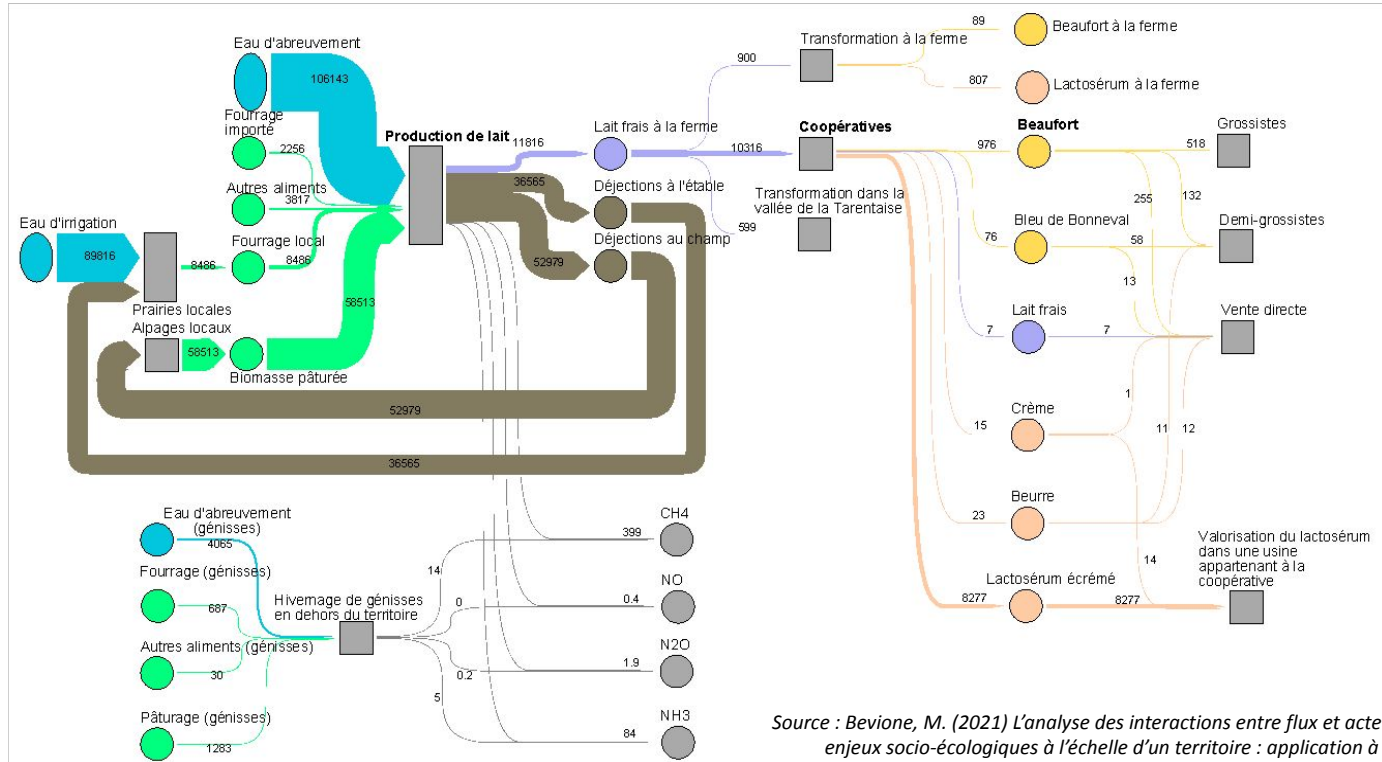 Eau d'abreuvement
106143
Fourrage
importé
2256
Autres aliments
3817
Eau d'irrigation
89816
8486
Fourrage local
8486
Prairies locales
Alpages locaux
58513
Biomasse pâturée
58513
Production de lait
11816
36565
52979
Lait frais à la ferme
Déjections à l'étable
Déjections au champ
52979
36565
900
10316
599
Transformation à la ferme
89
Beaufort à la ferme
807
Lactosérum à la ferme
Coopératives
Transformation dans la
vallée de la Tarentaise
976
Beaufort
518
Grossistes
255
132
76
Bleu de Bonneval
58
13
Demi-grossistes
7
Lait frais
7
Vente directe
15
Crème
1
11
12
23
Beurre
14
8277
Lactosérum écrémé
8277
Valorisation du lactosérum
dans une usine
appartenant à la
coopérative
Eau d'abreuvement
(génisses)
4065
Fourrage (génisses)
687
Autres aliments (génisses)
30
Pâturage (génisses)
1283
Hivernage de génisses
en dehors du territoire
14
0
0.2
5
CH4
399
NO
0.4
N2O
1.9
NH3
84
Source : Bevione, M. (2021) L'analyse des interactions entre flux et acte
enjeux socio-écologiques à l'échelle d'un territoire : application à